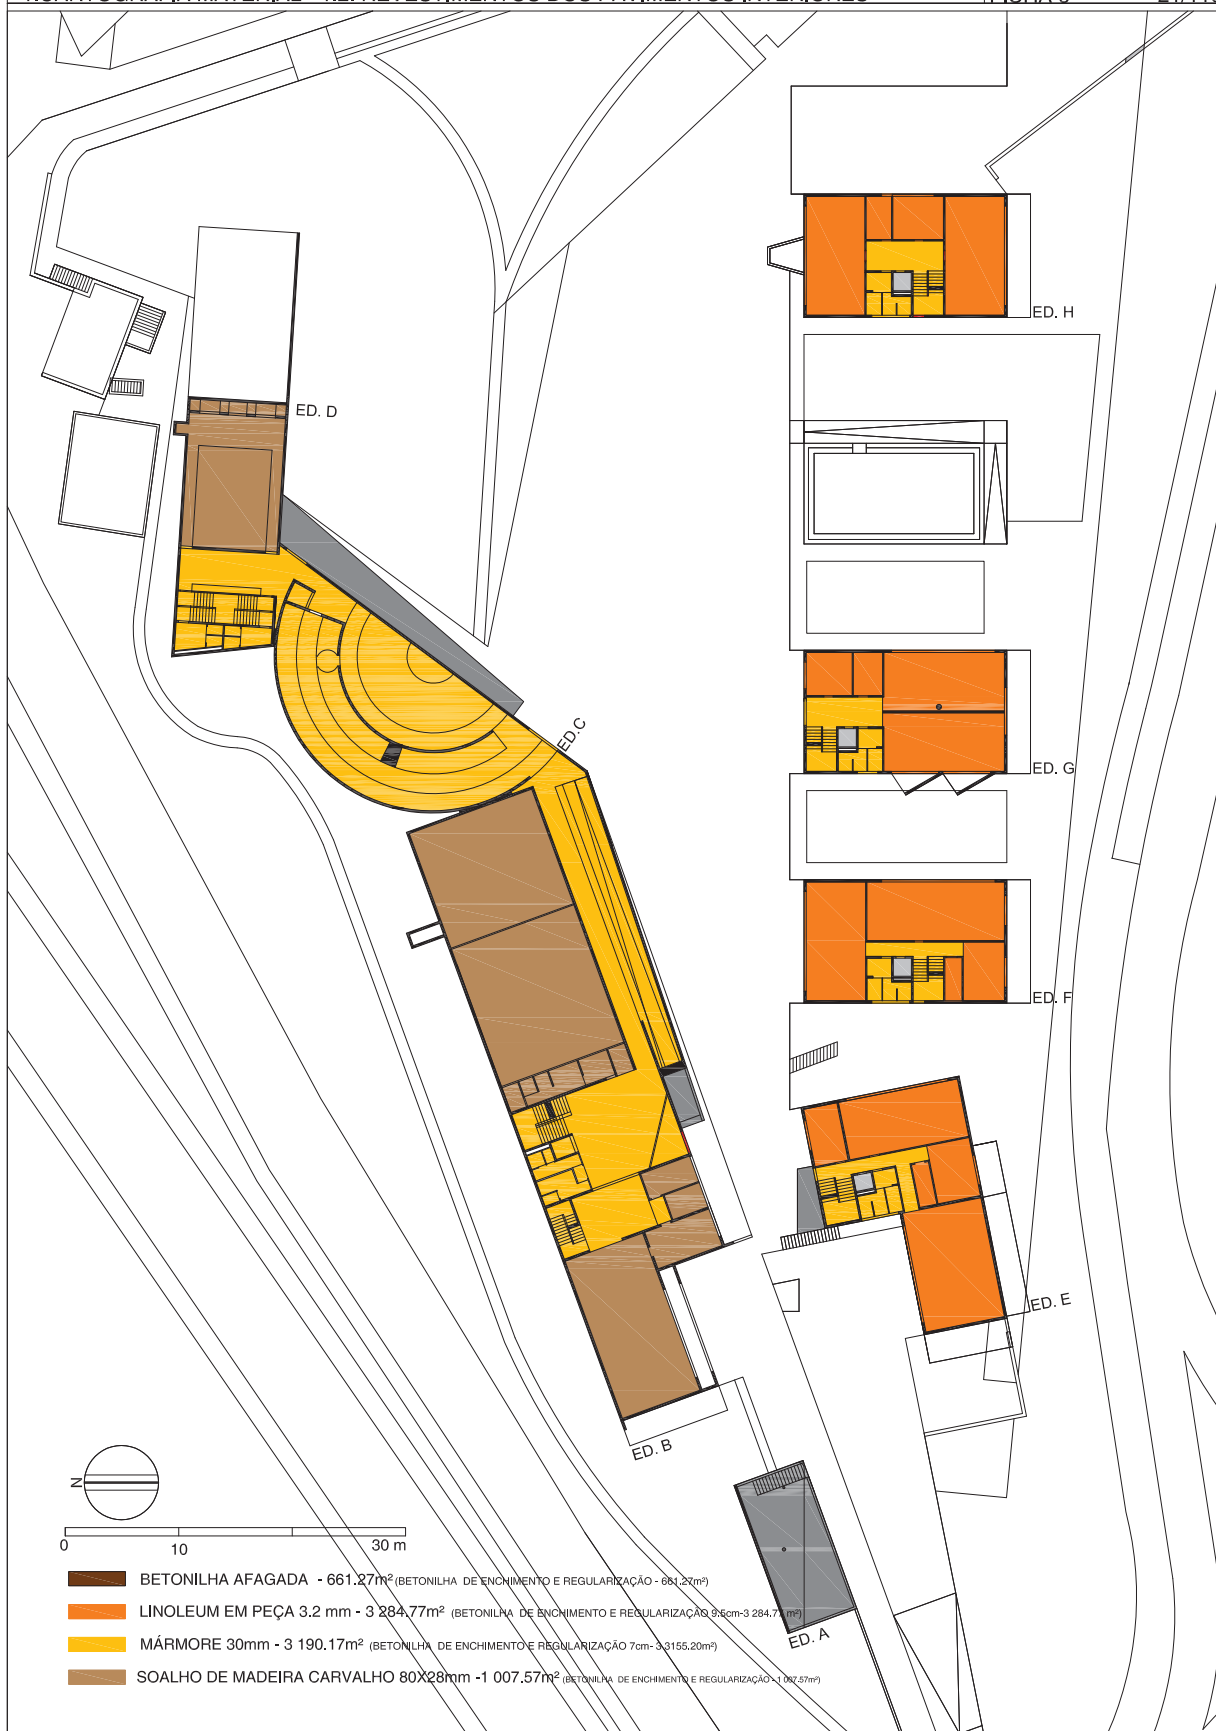 ED. H
ED. D
ED.C
ED. G
ED. F
ED. E
ED. B
ED. A
N
0 10 30 m
BETONILHA AFAGADA - 661.27m² (BETONILHA DE ENCHIMENTO E REGULARIZAÇÃO - 661.27m²)
LINOLEUM EM PEÇA 3.2 mm - 3 284.77m² (BETONILHA DE ENCHIMENTO E REGULARIZAÇÃO 9.5cm-3 284.77 m²)
MÁRMORE 30mm - 3 190.17m² (BETONILHA DE ENCHIMENTO E REGULARIZAÇÃO 7cm- 3.3155.20m²)
SOALHO DE MADEIRA CARVALHO 80X28mm -1 007.57m² (BETONILHA DE ENCHIMENTO E REGULARIZAÇÃO - 1 007.57m²)